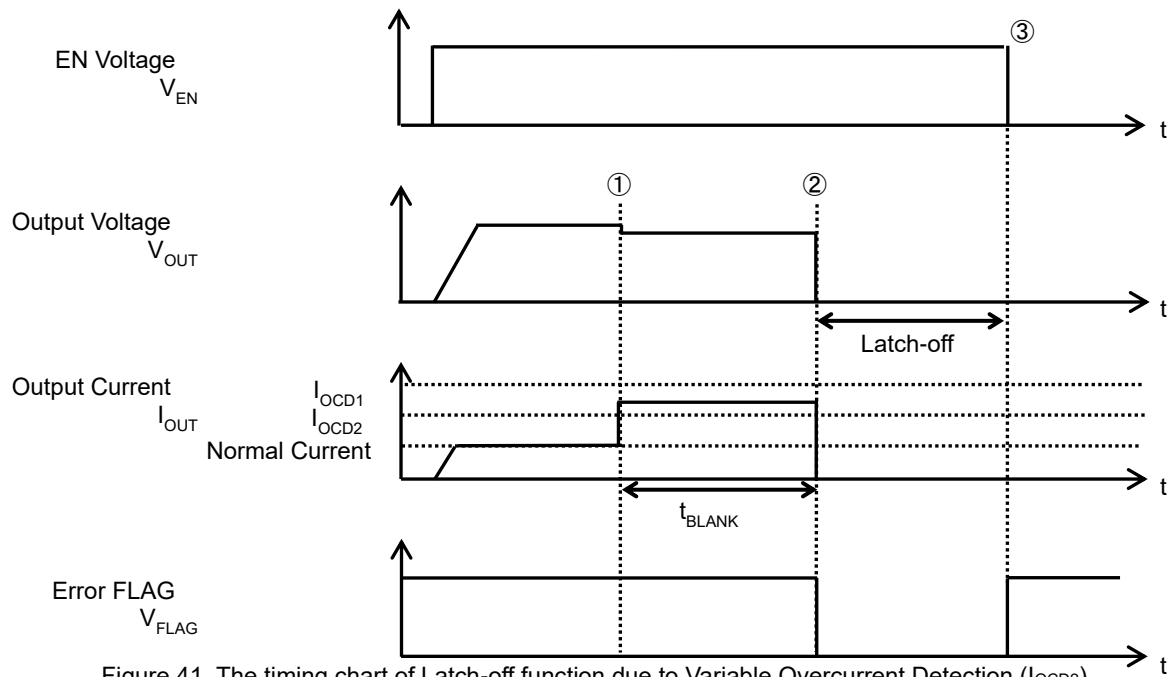 ③
EN Voltage
V_EN
t
①
②
Output Voltage
V_OUT
t
Latch-off
Output Current
I_OUT
I_OCD1
I_OCD2
Normal Current
t
t_BLANK
Error FLAG
V_FLAG
t
Figure 41. The timing chart of Latch-off function due to Variable Overcurrent Detection (I_OCD2)